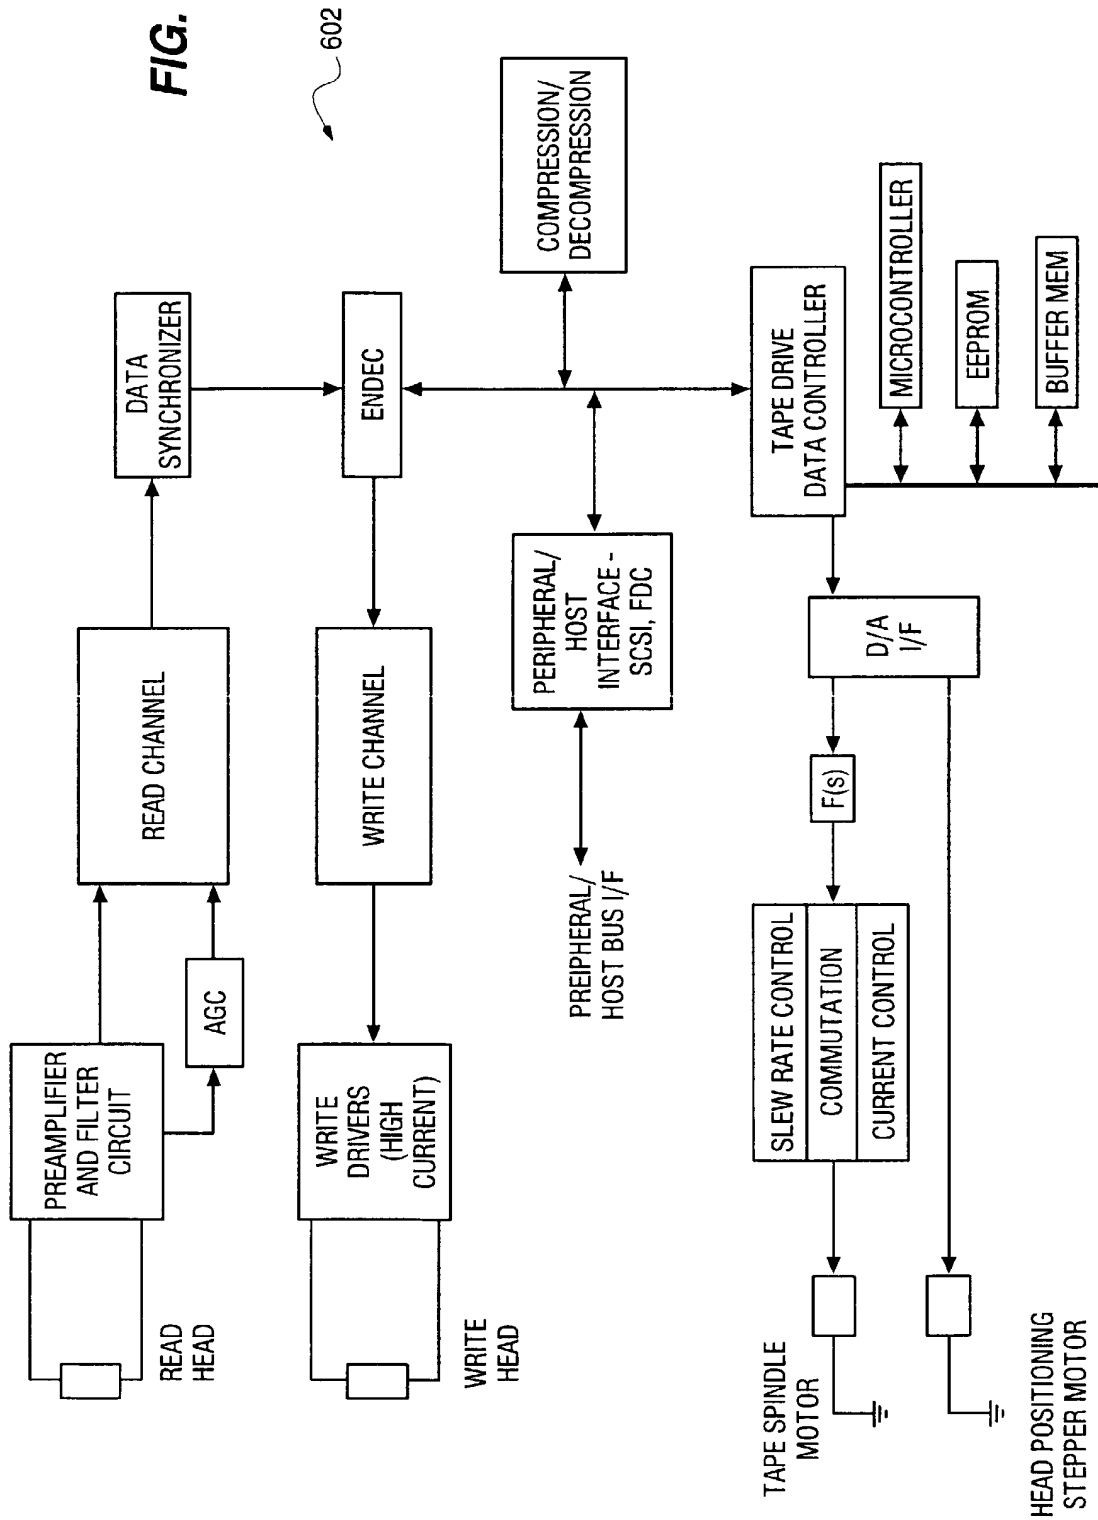 FIG.
602
READ
HEAD
PREAMPLIFIER
AND FILTER
CIRCUIT
AGC
READ CHANNEL
DATA
SYNCHRONIZER
WRITE
HEAD
WRITE
DRIVERS
(HIGH
CURRENT)
WRITE CHANNEL
ENDEC
PREIPHERAL/
HOST BUS I/F
PERIPHERAL/
HOST
INTERFACE-
SCSI, FDC
COMPRESSION/
DECOMPRESSION
TAPE SPINDLE
MOTOR
SLEW RATE CONTROL
COMMUTATION
CURRENT CONTROL
F(s)
D/A
I/F
TAPE DRIVE
DATA CONTROLLER
MICROCONTROLLER
EEPROM
BUFFER MEM
HEAD POSITIONING
STEPPER MOTOR